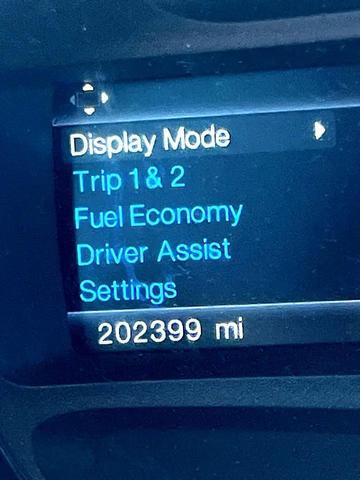 Display Mode
Trip 1 & 2
Fuel Economy
Driver Assist
Settings
202399 mi